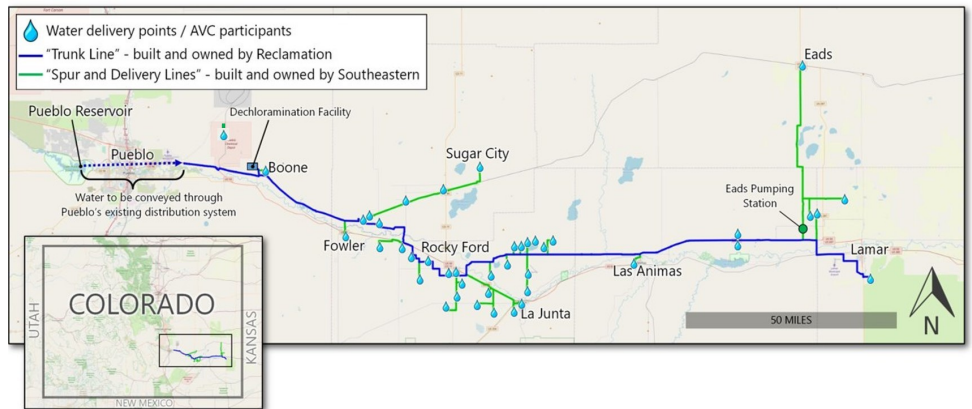 Water delivery points / AVC participants
“Trunk Line” - built and owned by Reclamation
“Spur and Delivery Lines” - built and owned by Southeastern
Eads
Pueblo Reservoir
Dechloramination Facility
Pueblo
Boone
Sugar City
Water to be conveyed through
Pueblo’s existing distribution system
Eads Pumping
Station
Fowler
Rocky Ford
Lamar
Las Animas
La Junta
50 MILES
N
COLORADO
UTAH
KANSAS
NEW MEXICO